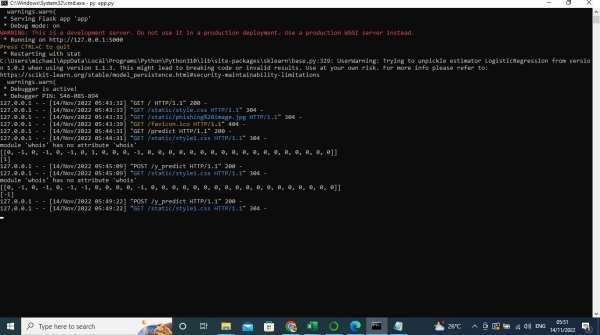 C:\Windows\System32\cmd.exe - py app.py
warnings.warn(
* Serving Flask app 'app'
* Debug mode: on
WARNING: This is a development server. Do not use it in a production deployment. Use a production WSGI server instead.
* Running on http://127.0.0.1:5000
Press CTRL+C to quit
* Restarting with stat
C:\Users\michael\AppData\Local\Programs\Python\Python310\lib\site-packages\sklearn\base.py:329: UserWarning: Trying to unpickle estimator LogisticRegression from versio
n 1.0.2 when using version 1.1.3. This might lead to breaking code or invalid results. Use at your own risk. For more info please refer to:
https://scikit-learn.org/stable/model_persistence.html#security-maintainability-limitations
warnings.warn(
* Debugger is active!
* Debugger PIN: 546-085-894
127.0.0.1 - - [14/Nov/2022 05:43:32] "GET / HTTP/1.1" 200 -
127.0.0.1 - - [14/Nov/2022 05:43:33] "GET /static/style.css HTTP/1.1" 304 -
127.0.0.1 - - [14/Nov/2022 05:43:33] "GET /static/phishing%20image.jpg HTTP/1.1" 304 -
127.0.0.1 - - [14/Nov/2022 05:43:39] "GET /favicon.ico HTTP/1.1" 404 -
127.0.0.1 - - [14/Nov/2022 05:44:31] "GET /predict HTTP/1.1" 200 -
127.0.0.1 - - [14/Nov/2022 05:44:31] "GET /static/style1.css HTTP/1.1" 304 -
module 'whois' has no attribute 'whois'
[[0, -1, 0, -1, 0, -1, 0, 1, 0, 0, 0, -1, 0, 0, 0, 0, 0, 0, 0, 0, 0, 0, 0, 0, 0, 0, 0, 0, 0, 0]]
[1]
127.0.0.1 - - [14/Nov/2022 05:45:09] "POST /y_predict HTTP/1.1" 200 -
127.0.0.1 - - [14/Nov/2022 05:45:09] "GET /static/style1.css HTTP/1.1" 304 -
module 'whois' has no attribute 'whois'
[[0, -1, 0, -1, 0, -1, -1, 0, 0, 0, 0, -1, 0, 0, 0, 0, 0, 0, 0, 0, 0, 0, 0, 0, 0, 0, 0, 0, 0, 0]]
[-1]
127.0.0.1 - - [14/Nov/2022 05:49:22] "POST /y_predict HTTP/1.1" 200 -
127.0.0.1 - - [14/Nov/2022 05:49:22] "GET /static/style1.css HTTP/1.1" 304 -
Type here to search
26°C
ENG
05:51
14/11/2022